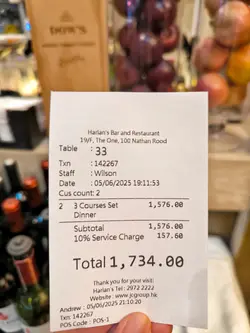 DOW'S
Harlan's Bar and Restaurant
19/F, The One, 100 Nathan Rood
Table : 33
Txn : 142267
Staff : Wilson
Date : 05/06/2025 19:11:53
Cus count: 2
2 3 Courses Set 1,576.00
Dinner
Subtotal 1,576.00
10% Service Charge 157.60
Total 1,734.00
Thank you for your visit:
Harlan's Tel : 2972 2222
Website : www.jcgroup.hk
Andrew : 05/06/2025 21:10:20
Txn: 142267
POS Code : POS-1